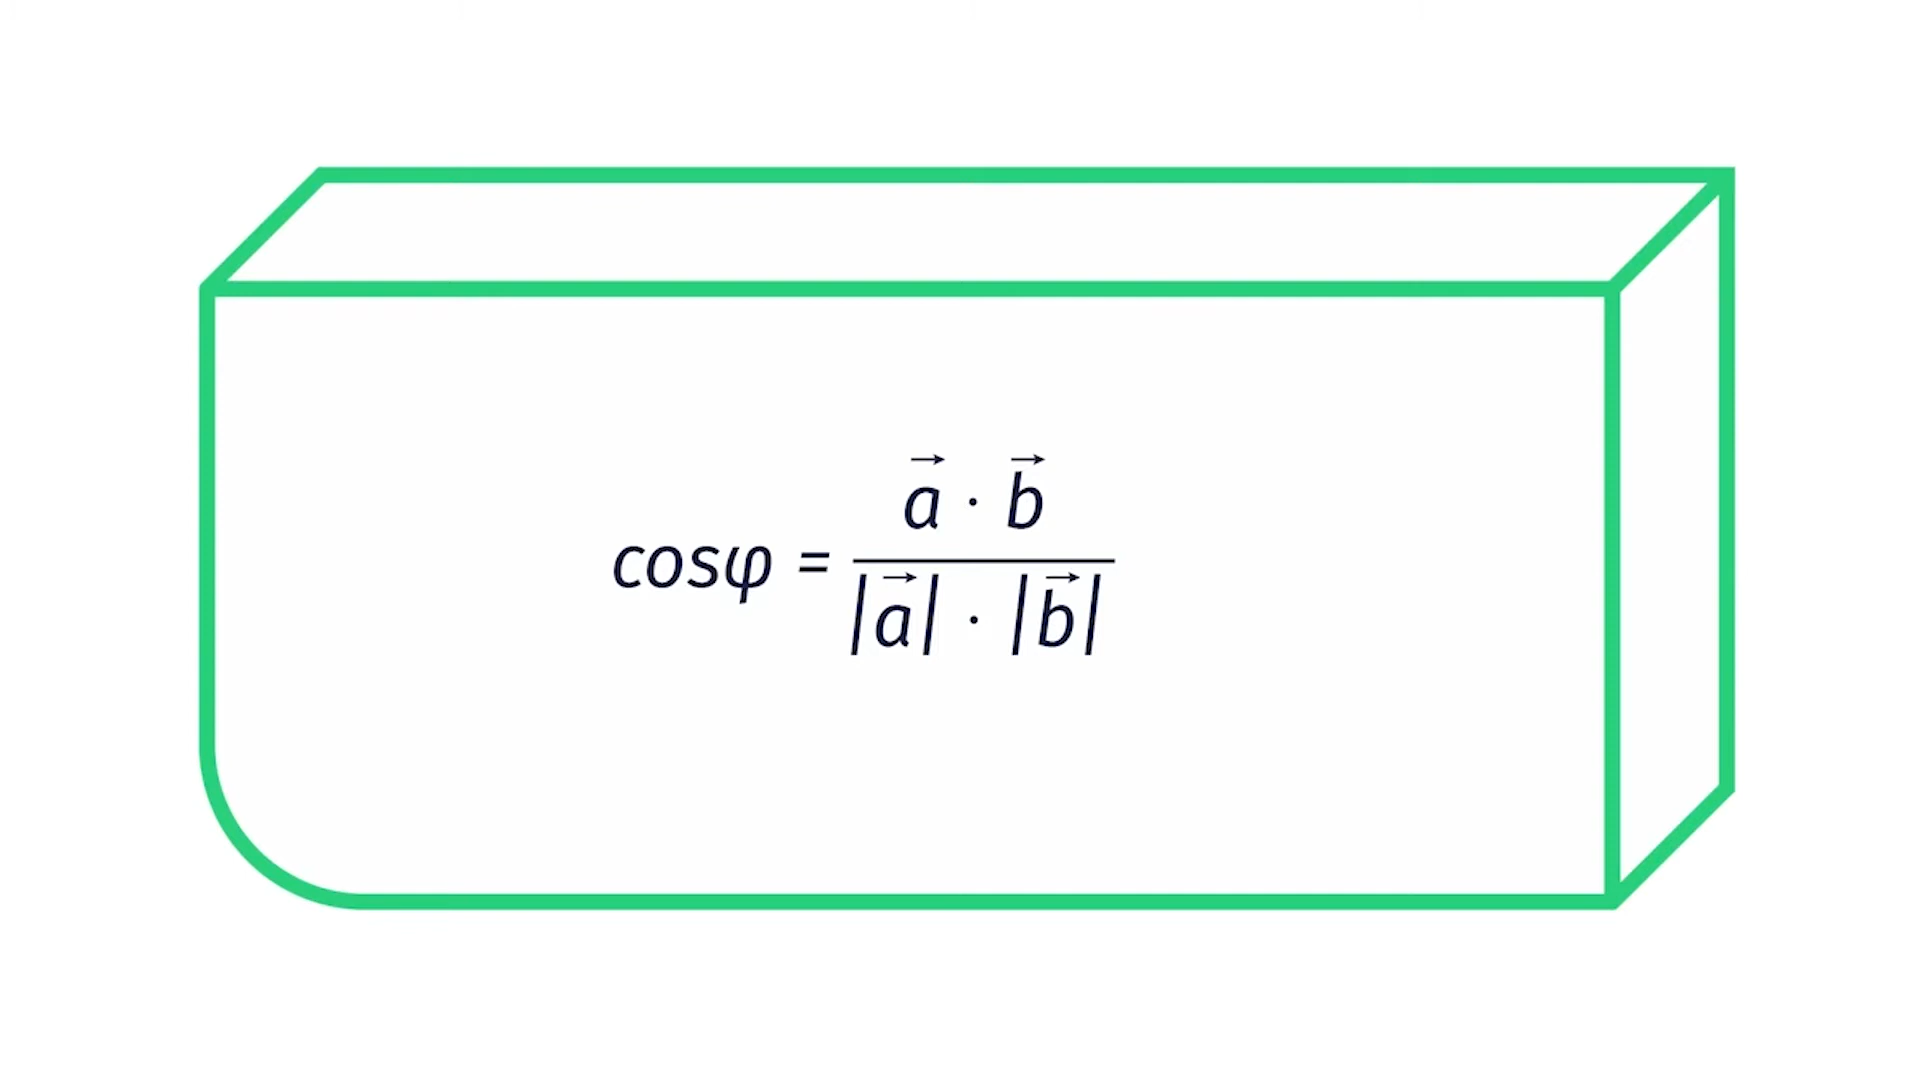 cosφ = (a⃗ · b⃗) / (|a⃗| · |b⃗|)